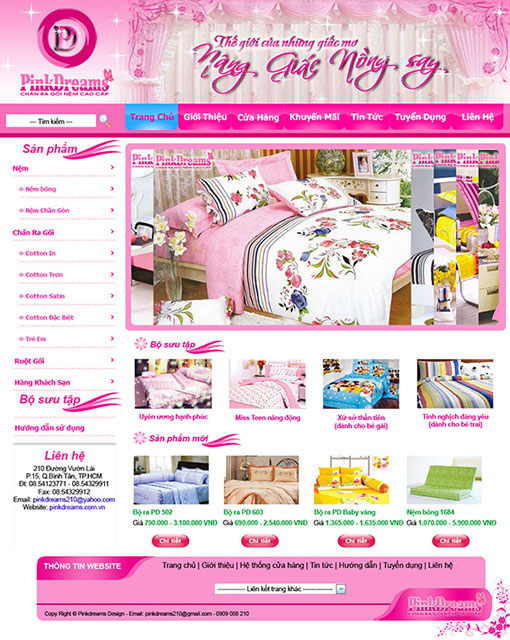 PinkDreams
CHĂN RA GỐI NỆM CAO CẤP
Thế giới của những giấc mơ
Nâng Giấc Nồng Say
--- Tìm kiếm ---
Trang Chủ
Giới Thiệu
Cửa Hàng
Khuyến Mãi
Tin Tức
Tuyển Dụng
Liên Hệ
Sản phẩm
Nệm
Nệm bông
Nệm Chần Gòn
Chăn Ra Gối
Cotton In
Cotton Trơn
Cotton Satin
Cotton Đặc Biệt
Trẻ Em
Ruột Gối
Hàng Khách Sạn
Bộ sưu tập
Hướng dẫn sử dụng
Liên hệ
210 Đường Vườn Lài
P.15, Q.Bình Tân, TP.HCM
Đt: 08.54123771 - 08.54329911
Fax: 08.54329912
Email: pinkdreams210@yahoo.com
Website: pinkdreams.com.vn
Pink
PinkDreams
CHĂN RA GỐI NỆM CAO CẤP
Bộ sưu tập
Uyên ương hạnh phúc
Miss Teen năng động
Xứ sở thần tiên
(dành cho bé gái)
Tinh nghịch đáng yêu
(dành cho bé trai)
Sản phẩm mới
Bộ ra PD 502
Giá 790.000 - 3.100.000 VNĐ
Chi tiết
Bộ ra PD 603
Giá 690.000 - 2.540.000 VNĐ
Chi tiết
Bộ ra PD Baby vàng
Giá 1.365.000 - 1.635.000 VNĐ
Chi tiết
Nệm bông 1684
Giá 1,070.000 - 5.900.000 VNĐ
Chi tiết
THÔNG TIN WEBSITE
Trang chủ | Giới thiệu | Hệ thống cửa hàng | Tin tức | Hướng dẫn | Tuyển dụng | Liên hệ
---------- Liên kết trang khác ----------
Copy Right © Pinkdreams Design - Email: pinkdreams210@gmail.com - 0909 088 210
PinkDreams
CHĂN RA GỐI NỆM CAO CẤP